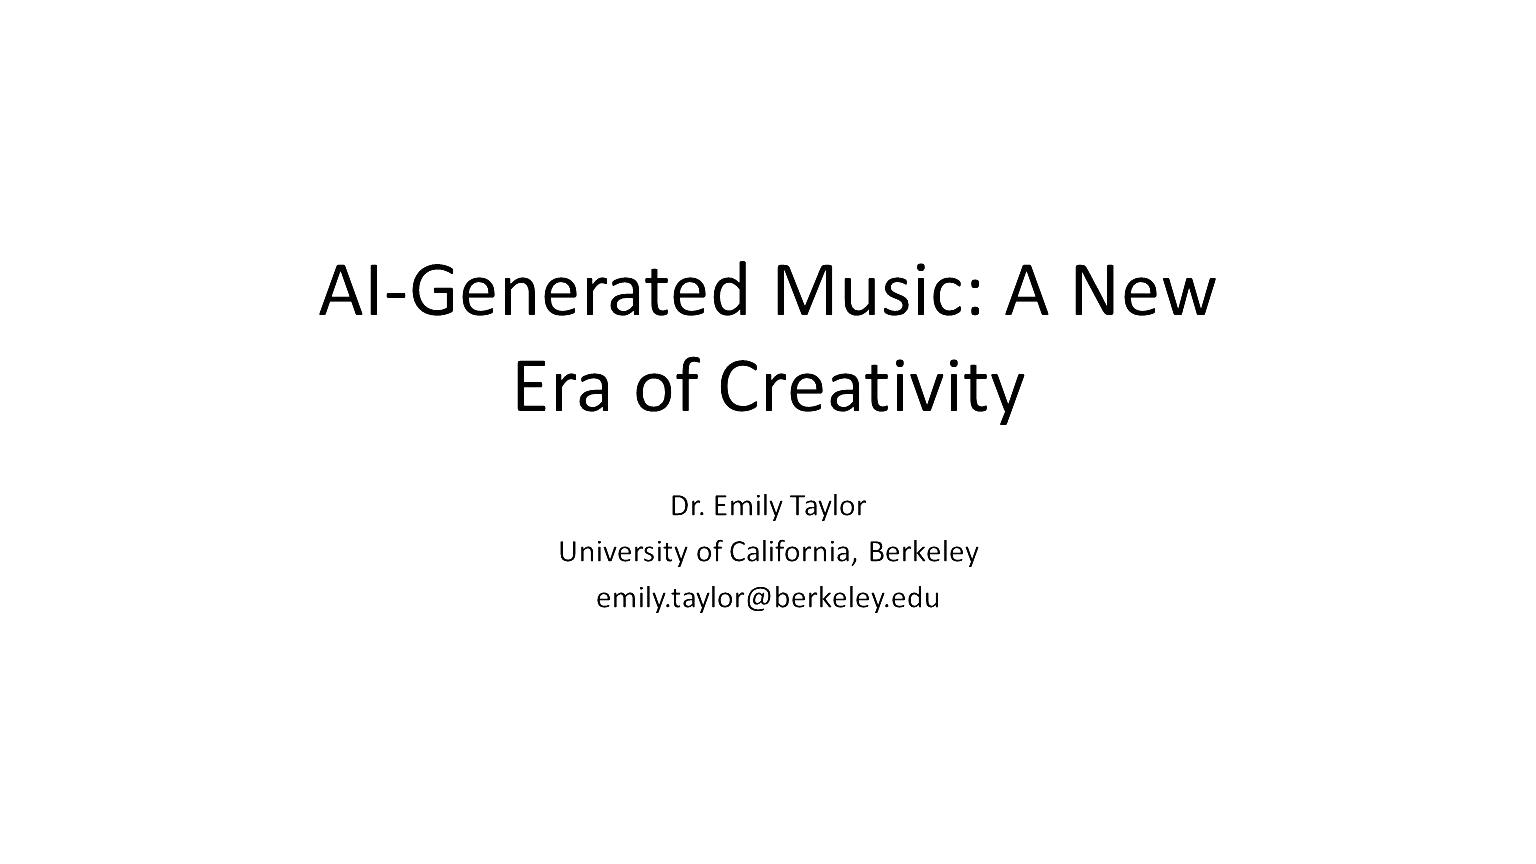 AI-Generated Music: A New
Era of Creativity
Dr. Emily Taylor
University of California, Berkeley
emily.taylor@berkeley.edu